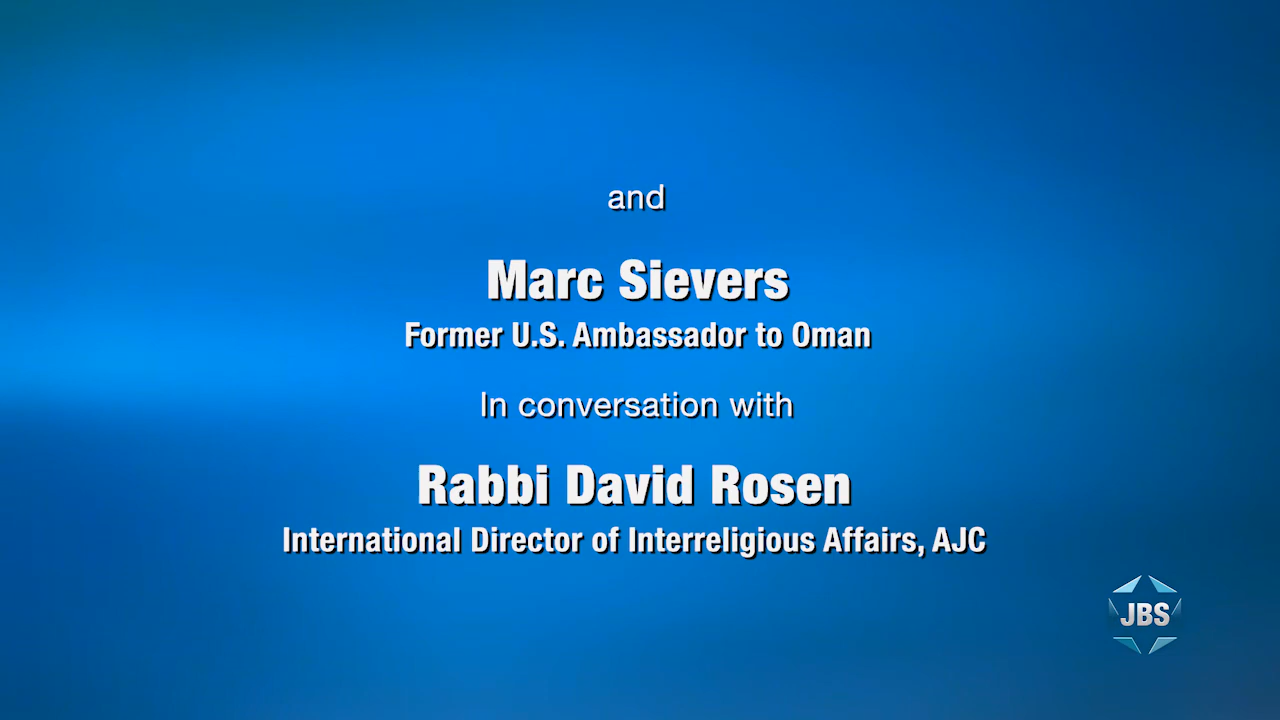 and
Marc Sievers
Former U.S. Ambassador to Oman
In conversation with
Rabbi David Rosen
International Director of Interreligious Affairs, AJC
JBS